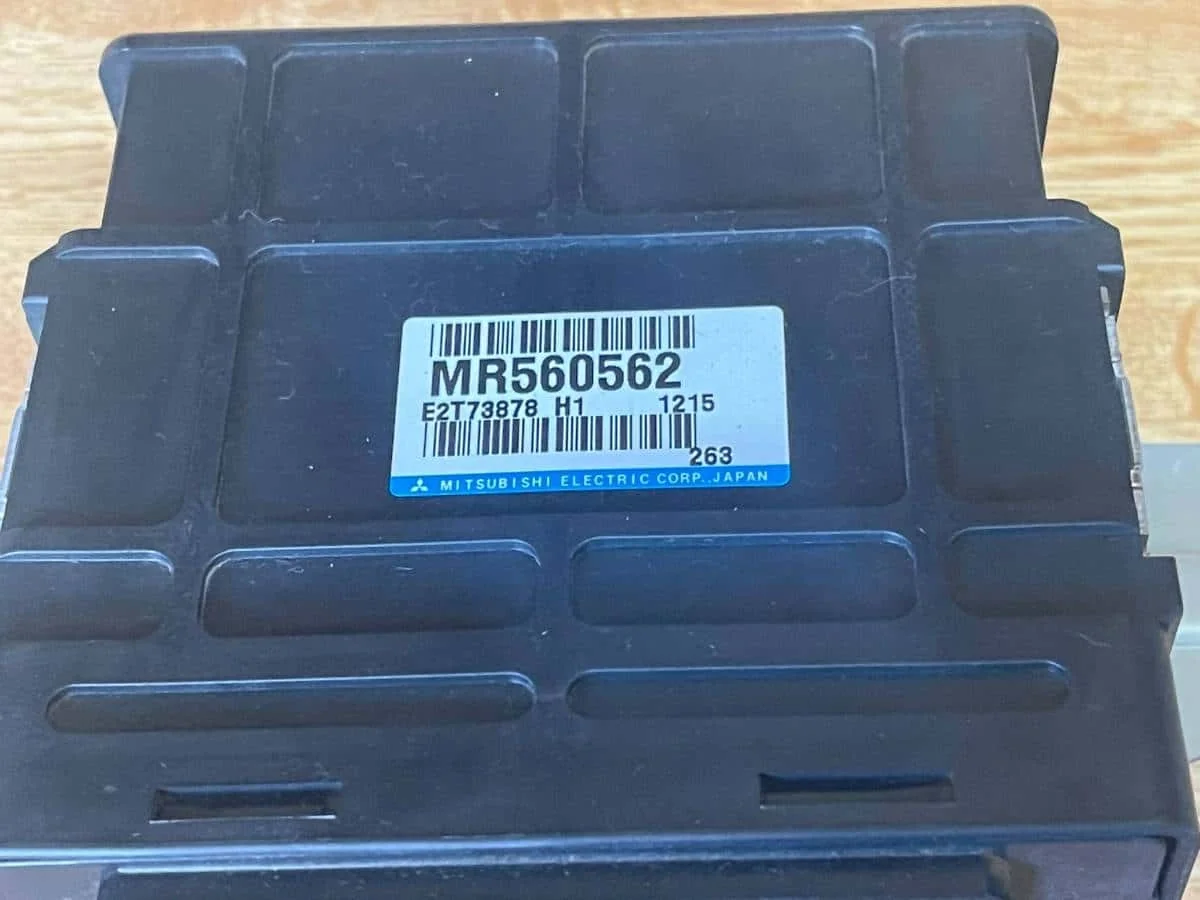 MR560562
E2T73878 H1 1215
263
MITSUBISHI ELECTRIC CORP.,JAPAN